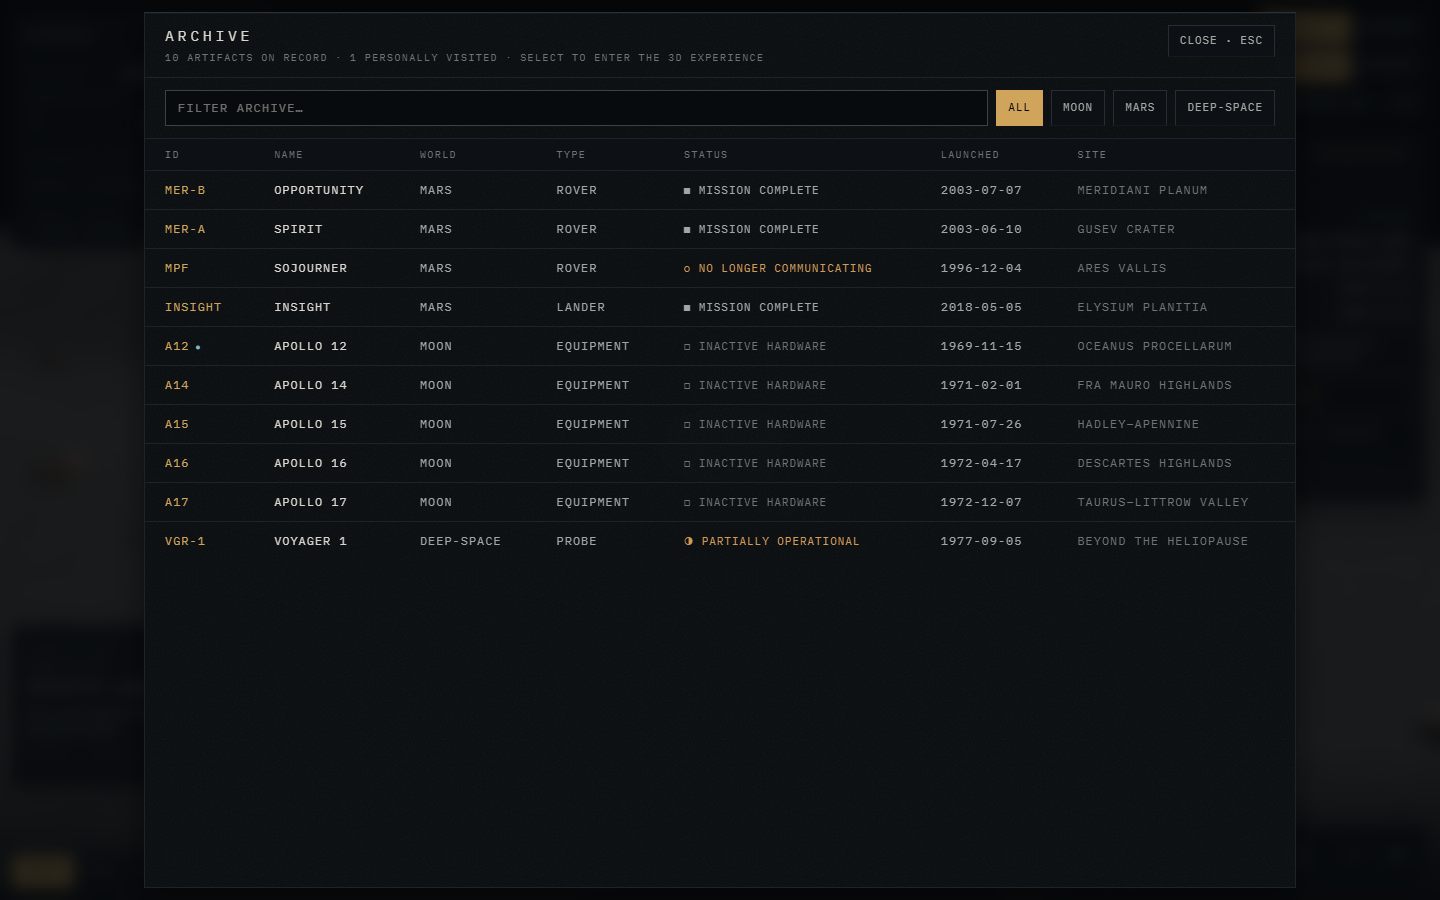 ARCHIVE
10 ARTIFACTS ON RECORD · 1 PERSONALLY VISITED · SELECT TO ENTER THE 3D EXPERIENCE
CLOSE · ESC
FILTER ARCHIVE…
ALL MOON MARS DEEP-SPACE
ID NAME WORLD TYPE STATUS LAUNCHED SITE
MER-B OPPORTUNITY MARS ROVER ■ MISSION COMPLETE 2003-07-07 MERIDIANI PLANUM
MER-A SPIRIT MARS ROVER ■ MISSION COMPLETE 2003-06-10 GUSEV CRATER
MPF SOJOURNER MARS ROVER ○ NO LONGER COMMUNICATING 1996-12-04 ARES VALLIS
INSIGHT INSIGHT MARS LANDER ■ MISSION COMPLETE 2018-05-05 ELYSIUM PLANITIA
A12 ● APOLLO 12 MOON EQUIPMENT □ INACTIVE HARDWARE 1969-11-15 OCEANUS PROCELLARUM
A14 APOLLO 14 MOON EQUIPMENT □ INACTIVE HARDWARE 1971-02-01 FRA MAURO HIGHLANDS
A15 APOLLO 15 MOON EQUIPMENT □ INACTIVE HARDWARE 1971-07-26 HADLEY–APENNINE
A16 APOLLO 16 MOON EQUIPMENT □ INACTIVE HARDWARE 1972-04-17 DESCARTES HIGHLANDS
A17 APOLLO 17 MOON EQUIPMENT □ INACTIVE HARDWARE 1972-12-07 TAURUS–LITTROW VALLEY
VGR-1 VOYAGER 1 DEEP-SPACE PROBE ◑ PARTIALLY OPERATIONAL 1977-09-05 BEYOND THE HELIOPAUSE